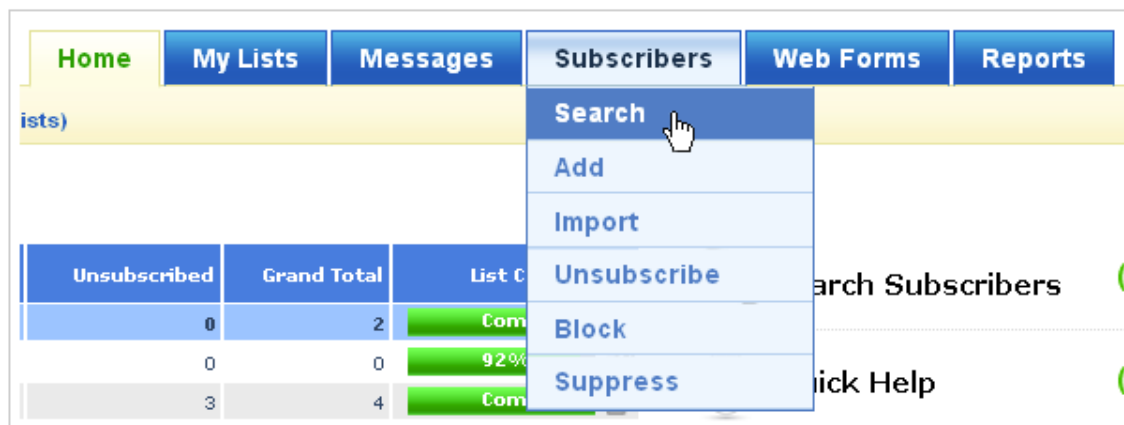 Home My Lists Messages Subscribers Web Forms Reports
ists)
Search
Add
Import
Unsubscribe
Block
Suppress
Unsubscribed Grand Total List C
0 2 Com
0 0 92%
3 4 Com
arch Subscribers
ick Help